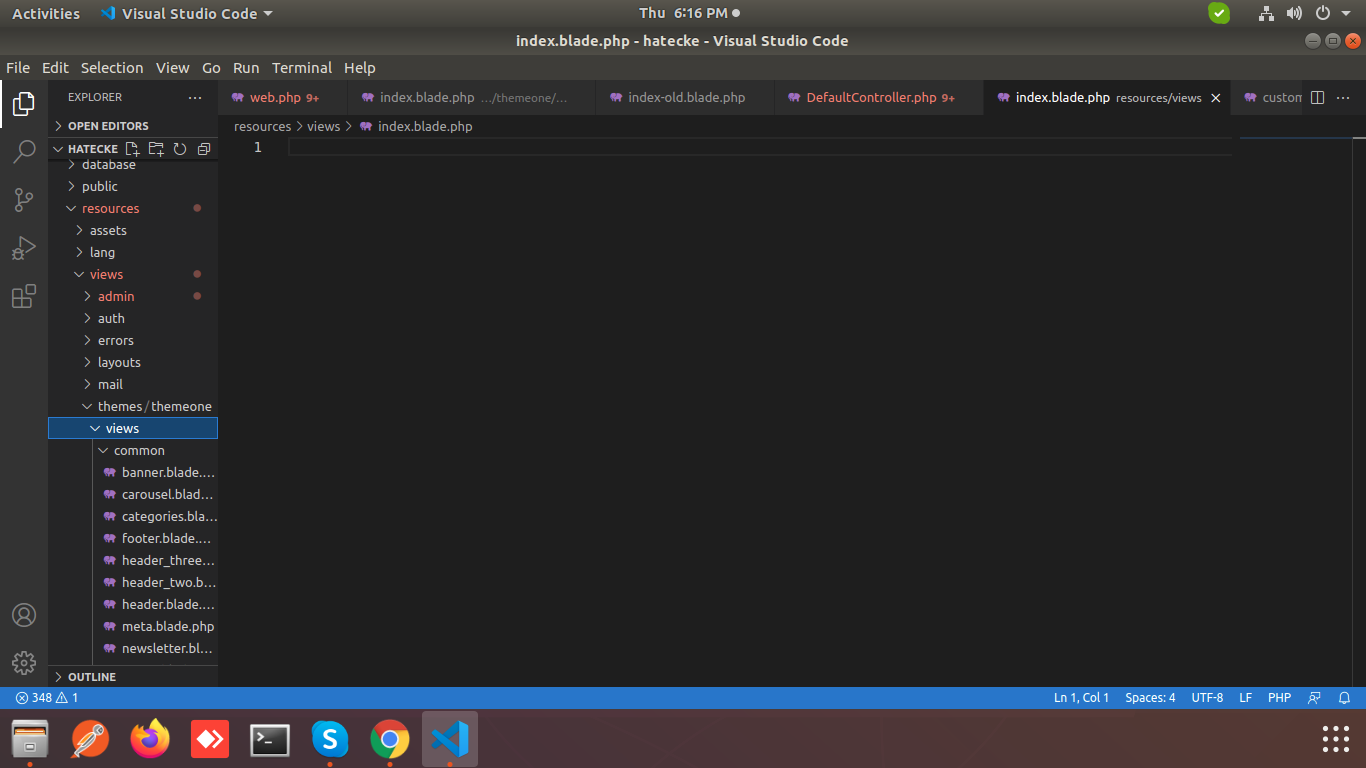 Activities Visual Studio Code Thu 6:16 PM
index.blade.php - hatecke - Visual Studio Code
File Edit Selection View Go Run Terminal Help
EXPLORER
web.php 9+ index.blade.php .../themeone/... index-old.blade.php DefaultController.php 9+ index.blade.php resources/views custom
OPEN EDITORS
resources views index.blade.php
HATECKE
1
database
public
resources
assets
lang
views
admin
auth
errors
layouts
mail
themes/themeone
views
common
banner.blade....
carousel.blad...
categories.bla...
footer.blade....
header_three...
header_two.b...
header.blade....
meta.blade.php
newsletter.bl...
OUTLINE
348 1 Ln 1, Col 1 Spaces: 4 UTF-8 LF PHP
S